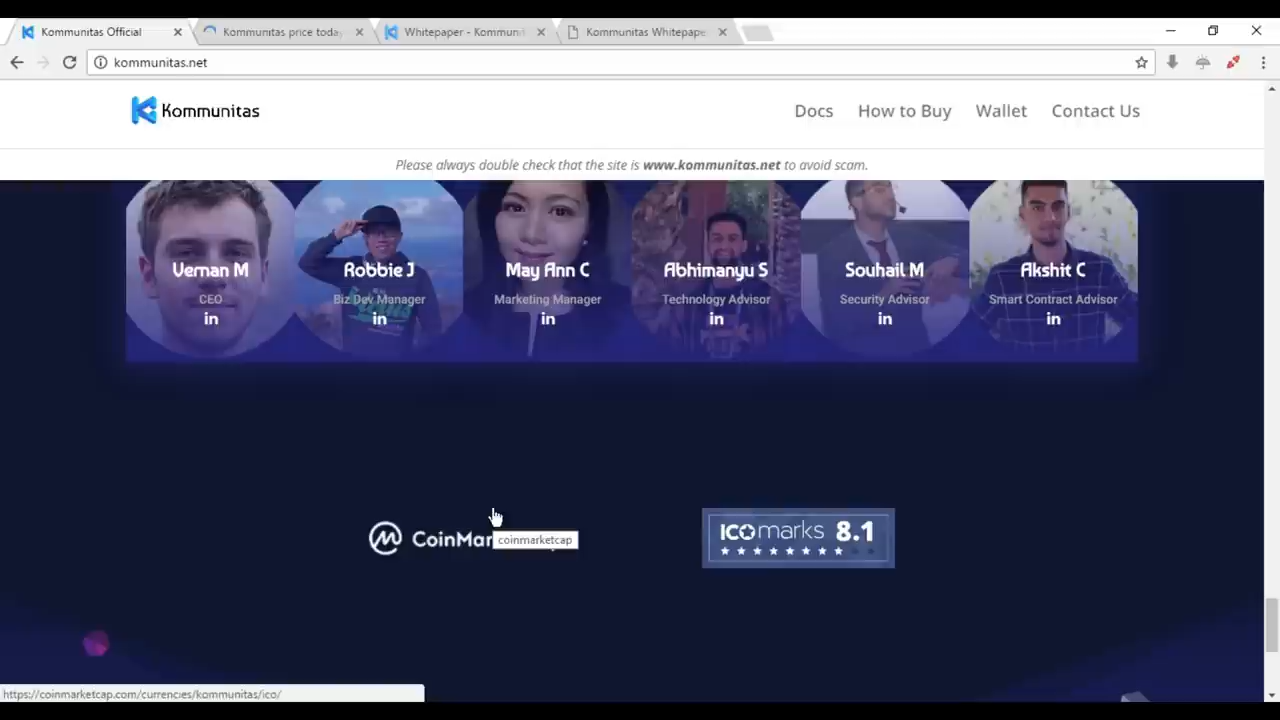 Kommunitas Official
Kommunitas price today
Whitepaper - Kommuni
Kommunitas Whitepape
kommunitas.net
Kommunitas
Docs How to Buy Wallet Contact Us
Please always double check that the site is www.kommunitas.net to avoid scam.
Vernan M Robbie J May Ann C Abhimanyu S Souhail M Akshit C
CEO Biz Dev Manager Marketing Manager Technology Advisor Security Advisor Smart Contract Advisor
in in in in in in
CoinMar
coinmarketcap
ICOmarks 8.1
https://coinmarketcap.com/currencies/kommunitas/ico/